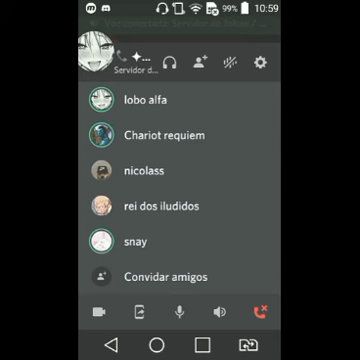 99% 10:59
Servidor d...
lobo alfa
Chariot requiem
nicolass
rei dos iludidos
snay
Convidar amigos